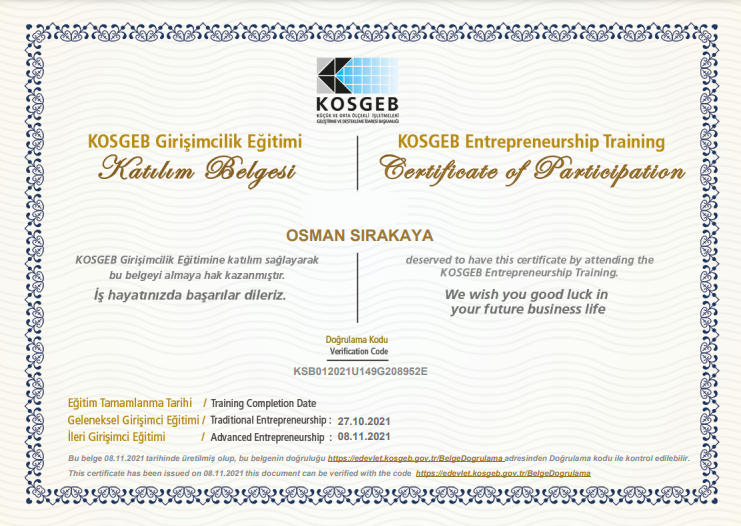 KOSGEB
KÜÇÜK VE ORTA ÖLÇEKLİ İŞLETMELERİ
GELİŞTİRME VE DESTEKLEME İDARESİ BAŞKANLIĞI
KOSGEB Girişimcilik Eğitimi
Katılım Belgesi
KOSGEB Entrepreneurship Training
Certificate of Participation
OSMAN SIRAKAYA
KOSGEB Girişimcilik Eğitimine katılım sağlayarak
bu belgeyi almaya hak kazanmıştır.
İş hayatınızda başarılar dileriz.
deserved to have this certificate by attending the
KOSGEB Entrepreneurship Training.
We wish you good luck in
your future business life
Doğrulama Kodu
Verification Code
KSB012021U149G208952E
Eğitim Tamamlanma Tarihi / Training Completion Date
Geleneksel Girişimci Eğitimi / Traditional Entrepreneurship : 27.10.2021
İleri Girişimci Eğitimi / Advanced Entrepreneurship : 08.11.2021
Bu belge 08.11.2021 tarihinde üretilmiş olup, bu belgenin doğruluğu https://edevlet.kosgeb.gov.tr/BelgeDogrulama adresinden Doğrulama kodu ile kontrol edilebilir.
This certificate has been issued on 08.11.2021 this document can be verified with the code https://edevlet.kosgeb.gov.tr/BelgeDogrulama